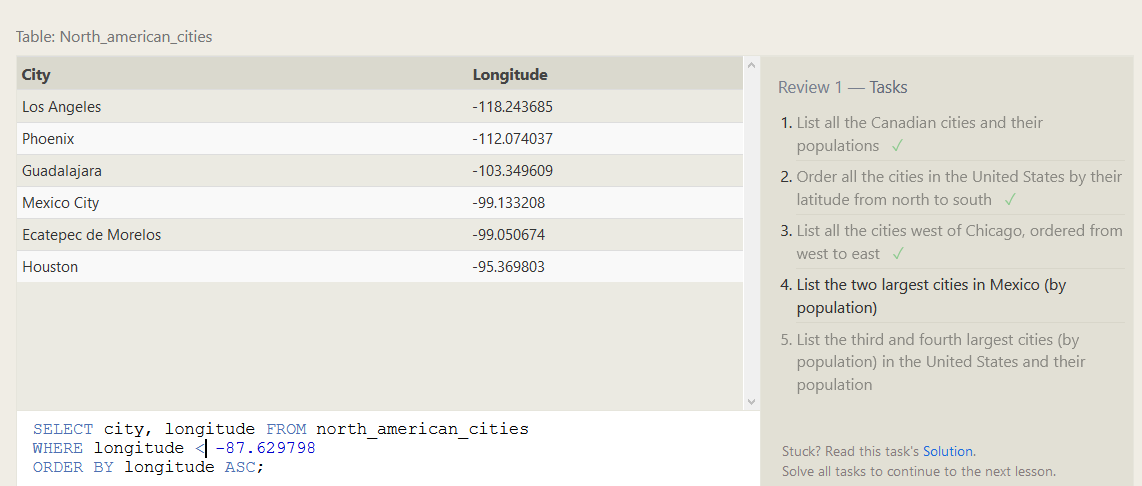 Table: North_american_cities
City Longitude
Los Angeles -118.243685
Phoenix -112.074037
Guadalajara -103.349609
Mexico City -99.133208
Ecatepec de Morelos -99.050674
Houston -95.369803
SELECT city, longitude FROM north_american_cities
WHERE longitude < -87.629798
ORDER BY longitude ASC;
Review 1 — Tasks
1. List all the Canadian cities and their
populations ✓
2. Order all the cities in the United States by their
latitude from north to south ✓
3. List all the cities west of Chicago, ordered from
west to east ✓
4. List the two largest cities in Mexico (by
population)
5. List the third and fourth largest cities (by
population) in the United States and their
population
Stuck? Read this task's Solution.
Solve all tasks to continue to the next lesson.